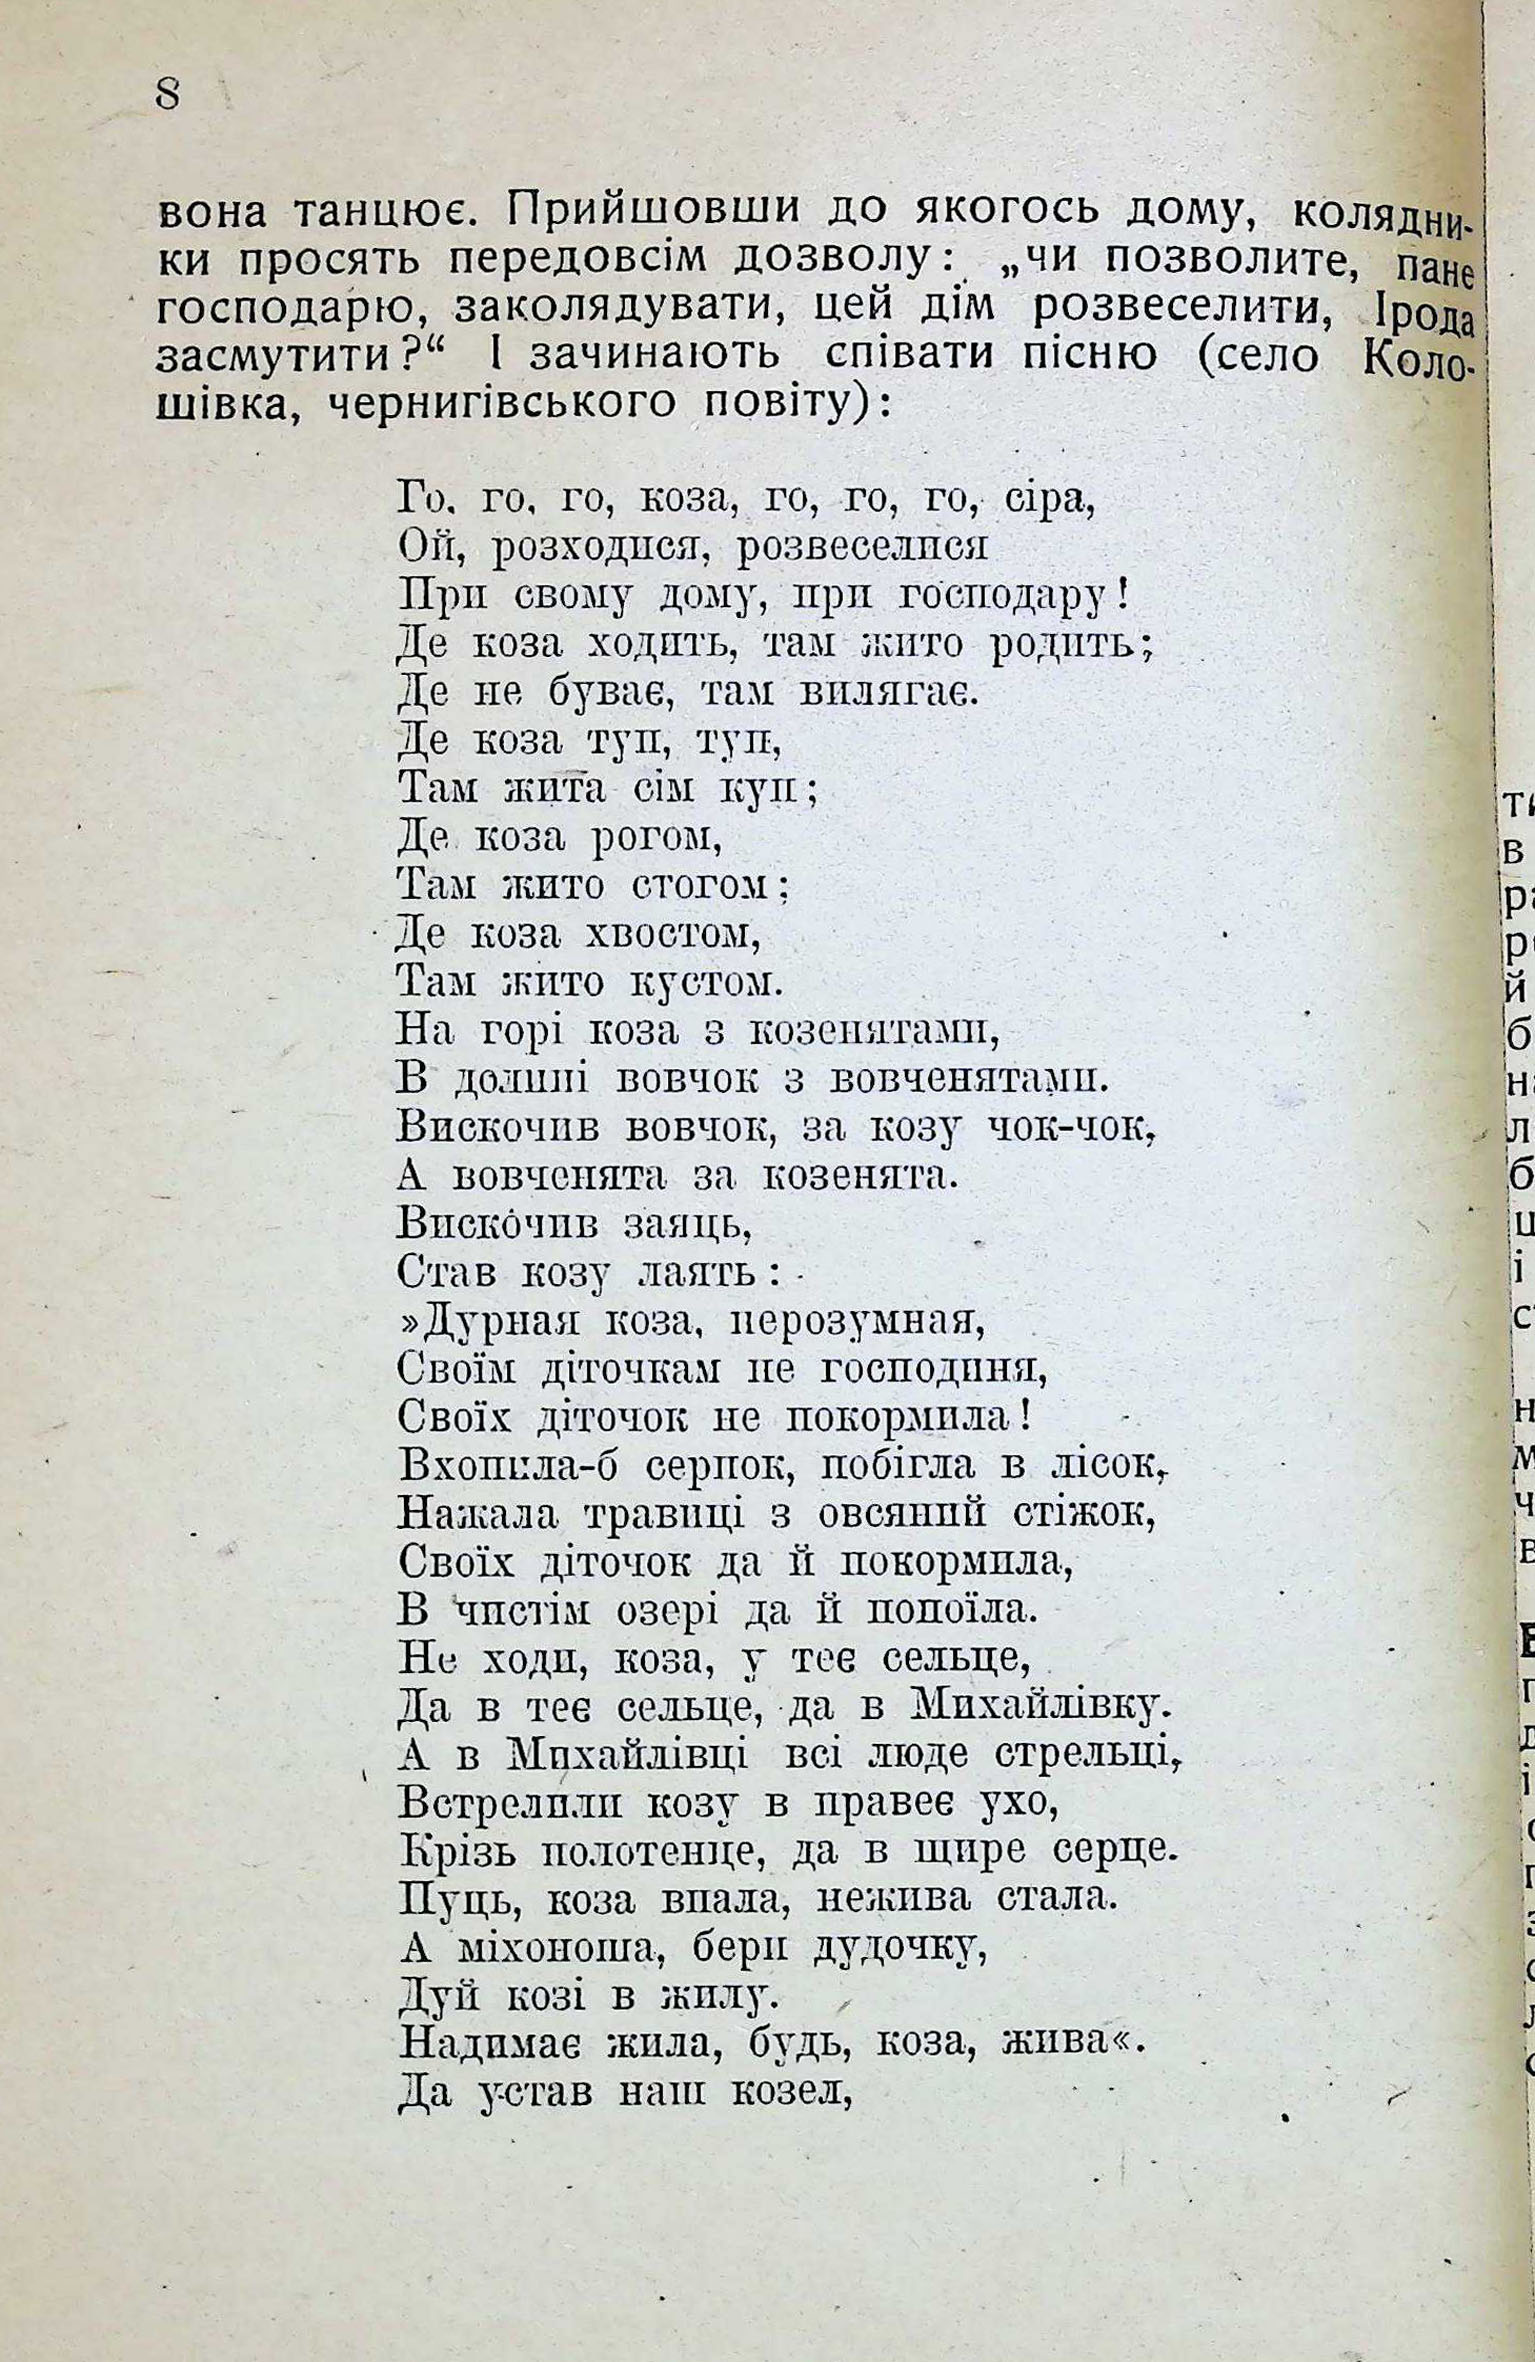 8
вона танцює. Прийшовши до якогось дому, колядни-
ки просять передовсім дозволу: „чи позволите, пане
господарю, заколядувати, цей дім розвеселити, Ірода
засмутити?“ І зачинають співати пісню (село Коло-
шівка, чернигівського повіту):
Го, го, го, коза, го, го, го, сіра,
Ой, розходися, розвеселися
При свому дому, при господару!
Де коза ходить, там жито родить;
Де не буває, там вилягає.
Де коза туп, туп,
Там жита сім куп;
Де коза рогом,
Там жито стогом;
Де коза хвостом,
Там жито кустом.
На горі коза з козенятами,
В долині вовчок з вовченятами.
Вискочив вовчок, за козу чок-чок,
А вовченята за козенята.
Вискочив заяць,
Став козу лаять:
»Дурная коза, нерозумная,
Своїм діточкам не господиня,
Своїх діточок не покормила!
Вхопила-б серпок, побігла в лісок,
Нажала травиці з овсяний стіжок,
Своїх діточок да й покормила,
В чистім озері да й попоїла.
Не ходи, коза, у теє сельце,
Да в теє сельце, да в Михайлівку.
А в Михайлівці всі люде стрельці,
Встрелили козу в правеє ухо,
Крізь полотенце, да в щире серце.
Пуць, коза впала, нежива стала.
А міхоноша, бери дудочку,
Дуй козі в жилу.
Надимає жила, будь, коза, жива«.
Да устав наш козел,